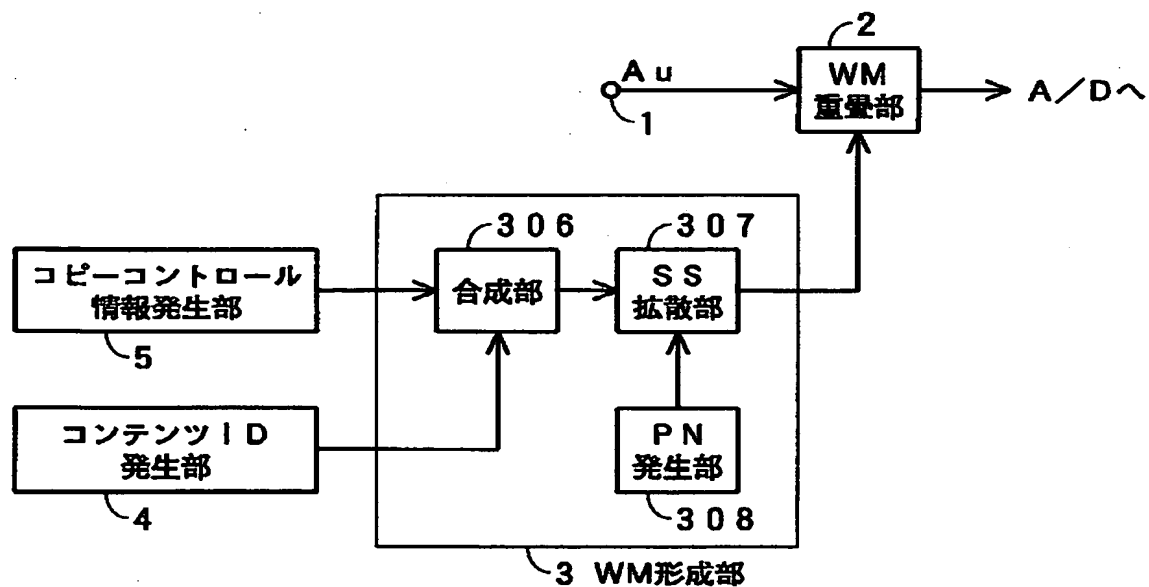 2
Au
WM
重畳部
A/Dへ
1
306
307
コピーコントロール
情報発生部
合成部
SS
拡散部
5
コンテンツID
発生部
PN
発生部
4
308
3 WM形成部